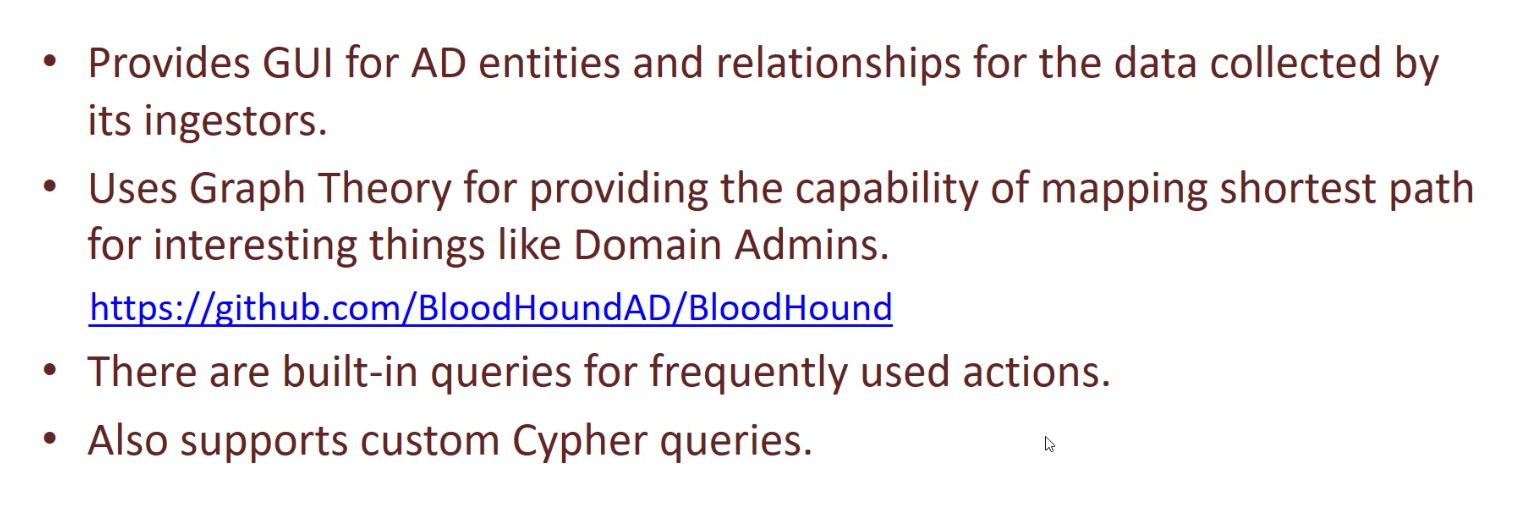 • Provides GUI for AD entities and relationships for the data collected by
its ingestors.
• Uses Graph Theory for providing the capability of mapping shortest path
for interesting things like Domain Admins.
https://github.com/BloodHoundAD/BloodHound
• There are built-in queries for frequently used actions.
• Also supports custom Cypher queries.